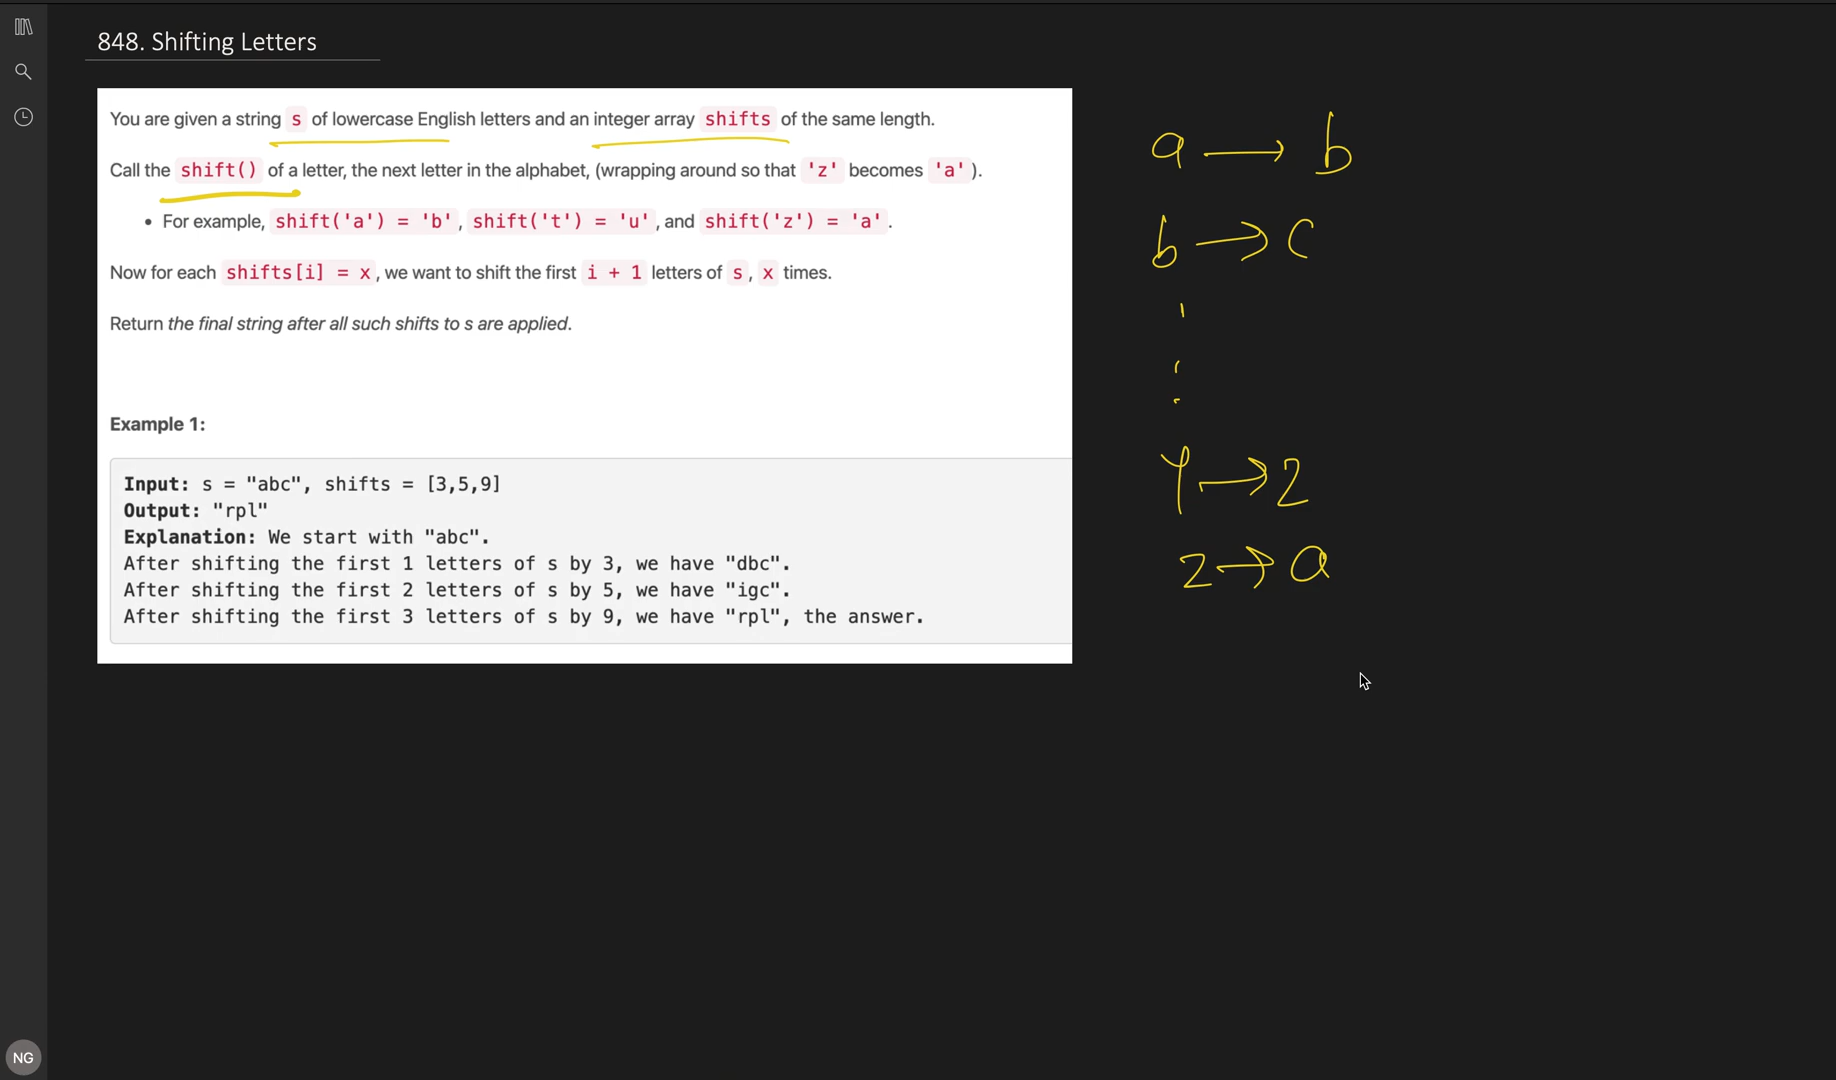 848. Shifting Letters
You are given a string s of lowercase English letters and an integer array shifts of the same length.
Call the shift() of a letter, the next letter in the alphabet, (wrapping around so that 'z' becomes 'a').
• For example, shift('a') = 'b', shift('t') = 'u', and shift('z') = 'a'.
Now for each shifts[i] = x, we want to shift the first i + 1 letters of s, x times.
Return the final string after all such shifts to s are applied.
Example 1:
Input: s = "abc", shifts = [3,5,9]
Output: "rpl"
Explanation: We start with "abc".
After shifting the first 1 letters of s by 3, we have "dbc".
After shifting the first 2 letters of s by 5, we have "igc".
After shifting the first 3 letters of s by 9, we have "rpl", the answer.
a → b
b → c
y → z
z → a
NG